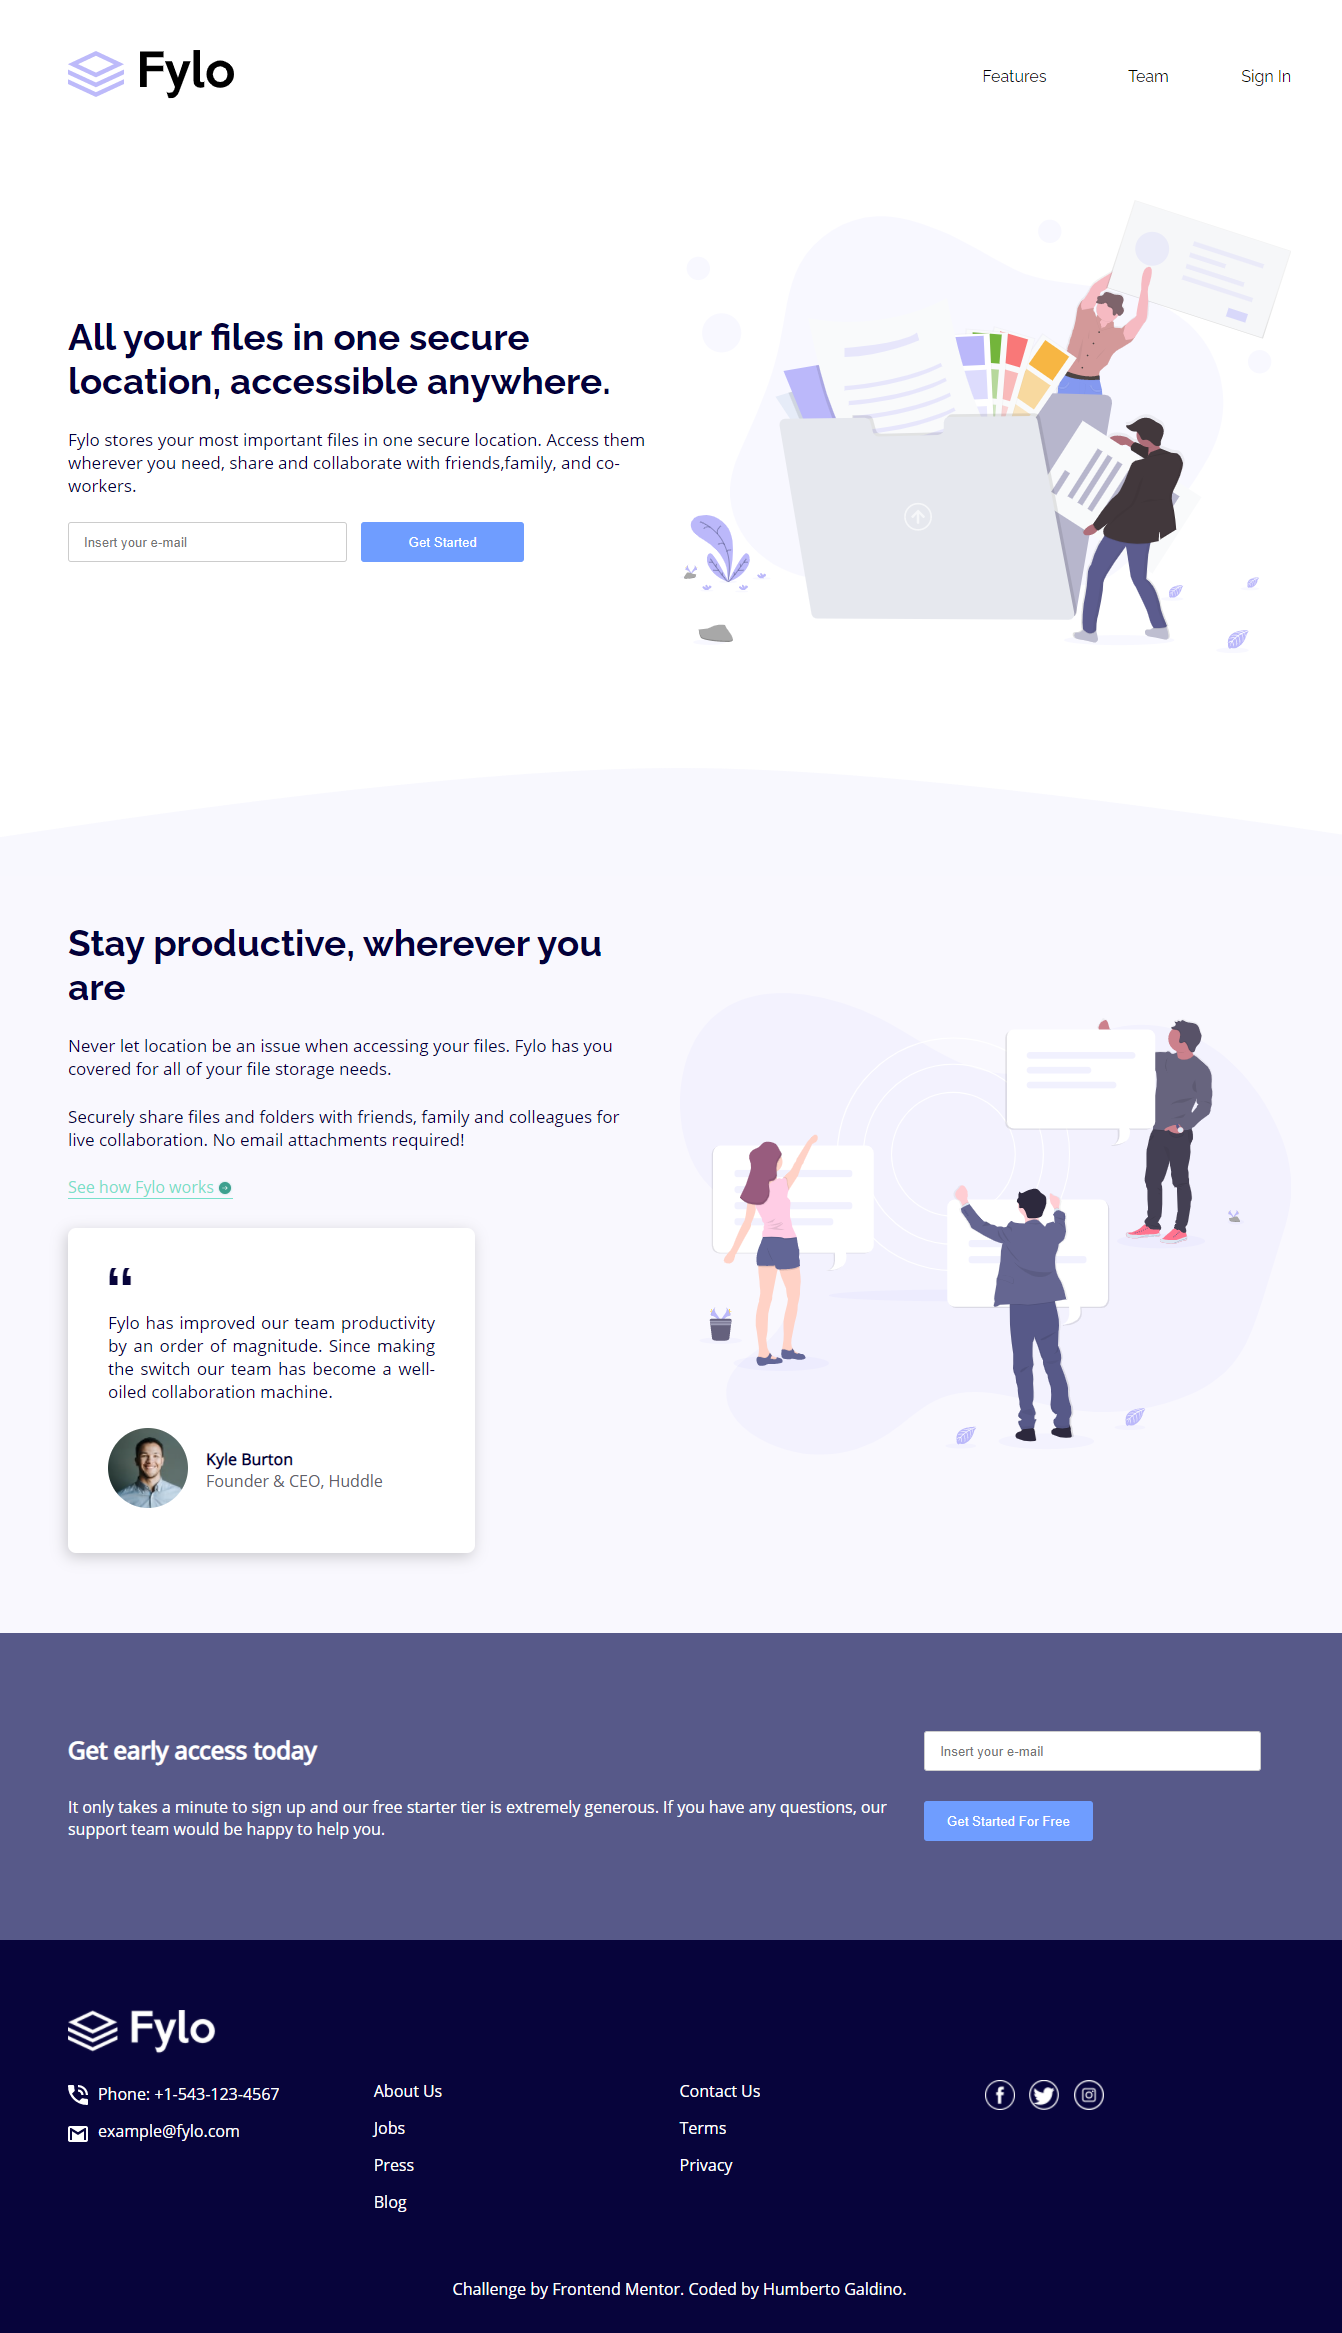 Fylo
Features Team Sign In
All your files in one secure
location, accessible anywhere.
Fylo stores your most important files in one secure location. Access them
wherever you need, share and collaborate with friends,family, and co-
workers.
Insert your e-mail
Get Started
Stay productive, wherever you
are
Never let location be an issue when accessing your files. Fylo has you
covered for all of your file storage needs.
Securely share files and folders with friends, family and colleagues for
live collaboration. No email attachments required!
See how Fylo works
“
Fylo has improved our team productivity
by an order of magnitude. Since making
the switch our team has become a well-
oiled collaboration machine.
Kyle Burton
Founder & CEO, Huddle
Get early access today
It only takes a minute to sign up and our free starter tier is extremely generous. If you have any questions, our
support team would be happy to help you.
Insert your e-mail
Get Started For Free
Fylo
Phone: +1-543-123-4567
example@fylo.com
About Us
Jobs
Press
Blog
Contact Us
Terms
Privacy
Challenge by Frontend Mentor. Coded by Humberto Galdino.